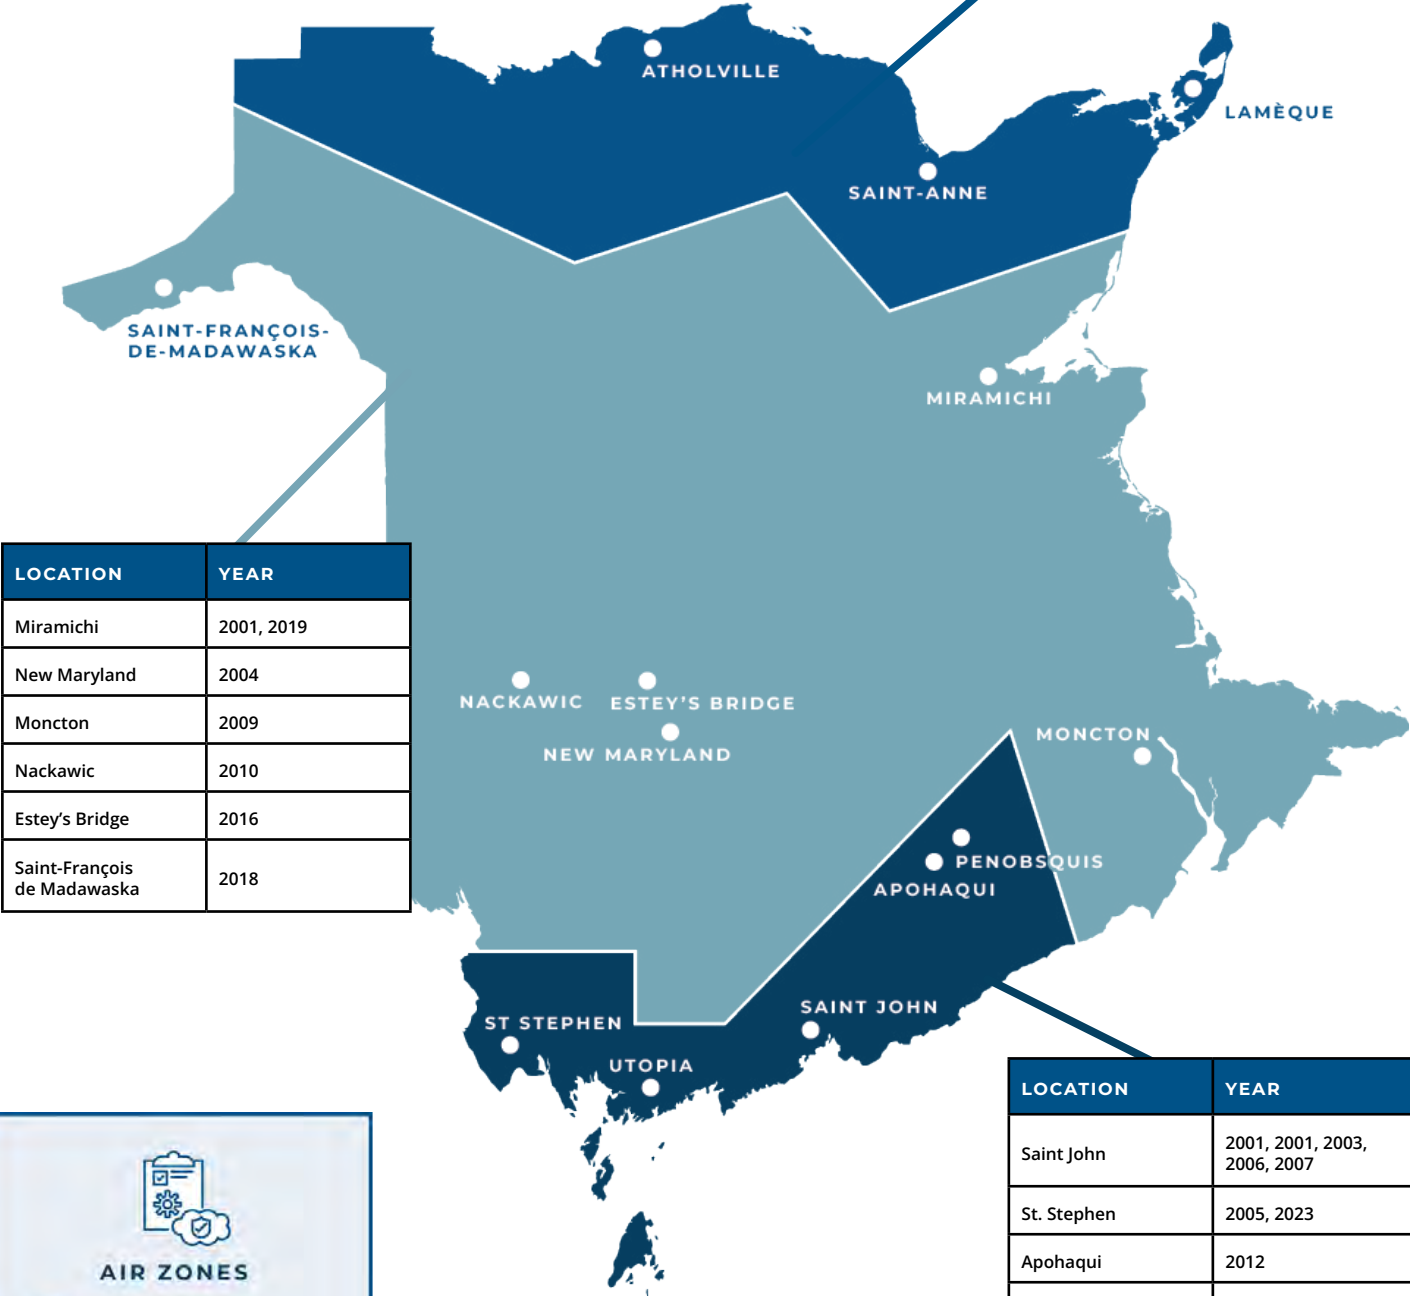 ATHOLVILLE
LAMÈQUE
SAINT-ANNE
SAINT-FRANÇOIS-
DE-MADAWASKA
MIRAMICHI
LOCATION YEAR
Miramichi 2001, 2019
New Maryland 2004
Moncton 2009
Nackawic 2010
Estey’s Bridge 2016
Saint-François
de Madawaska 2018
NACKAWIC
ESTEY’S BRIDGE
NEW MARYLAND
MONCTON
PENOBSQUIS
APOHAQUI
SAINT JOHN
ST STEPHEN
UTOPIA
LOCATION YEAR
Saint John 2001, 2001, 2003,
2006, 2007
St. Stephen 2005, 2023
Apohaqui 2012
AIR ZONES